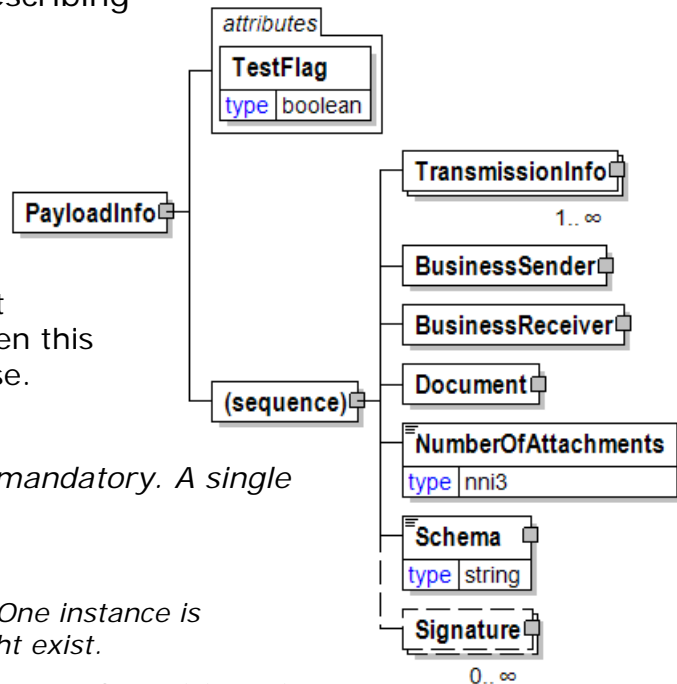 escribing
attributes
TestFlag
type boolean
TransmissionInfo
1.. ∞
PayloadInfo
BusinessSender
BusinessReceiver
en this
se.
Document
(sequence)
NumberOfAttachments
type nni3
mandatory. A single
Schema
type string
One instance is
ht exist.
Signature
0.. ∞